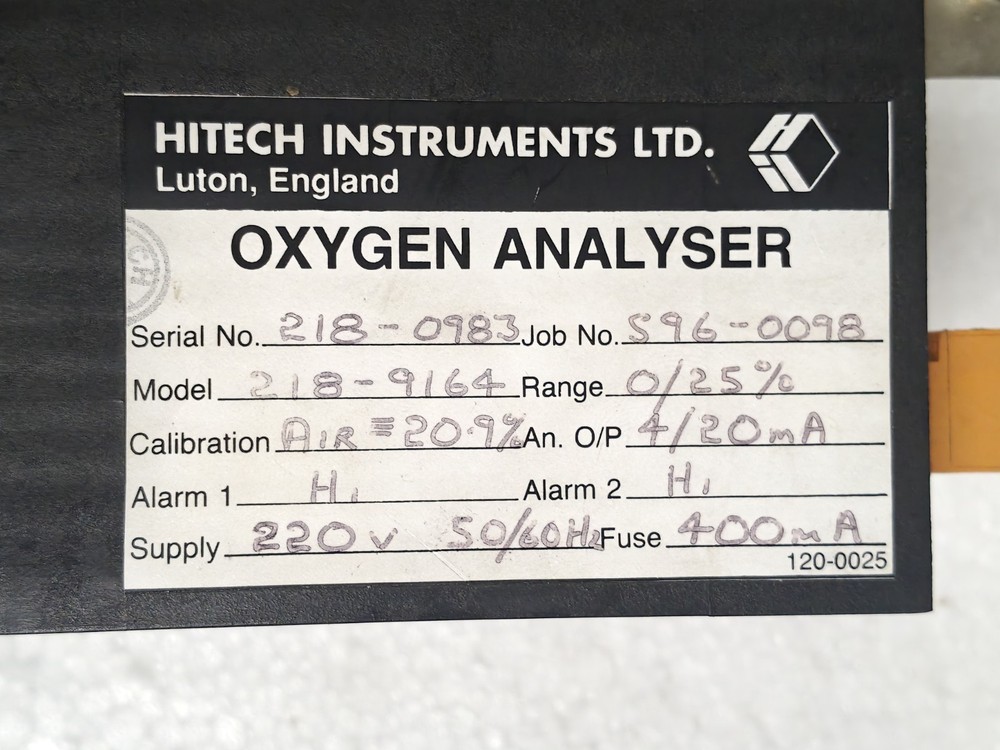 HITECH INSTRUMENTS LTD.
Luton, England
OXYGEN ANALYSER
Serial No. 218-0983 Job No. S96-0098
Model 218-9164 Range 0/25%
Calibration AIR ≡ 20.9% An. O/P 4/20mA
Alarm 1 Hi Alarm 2 Hi
Supply 220v 50/60Hz Fuse 400mA
120-0025